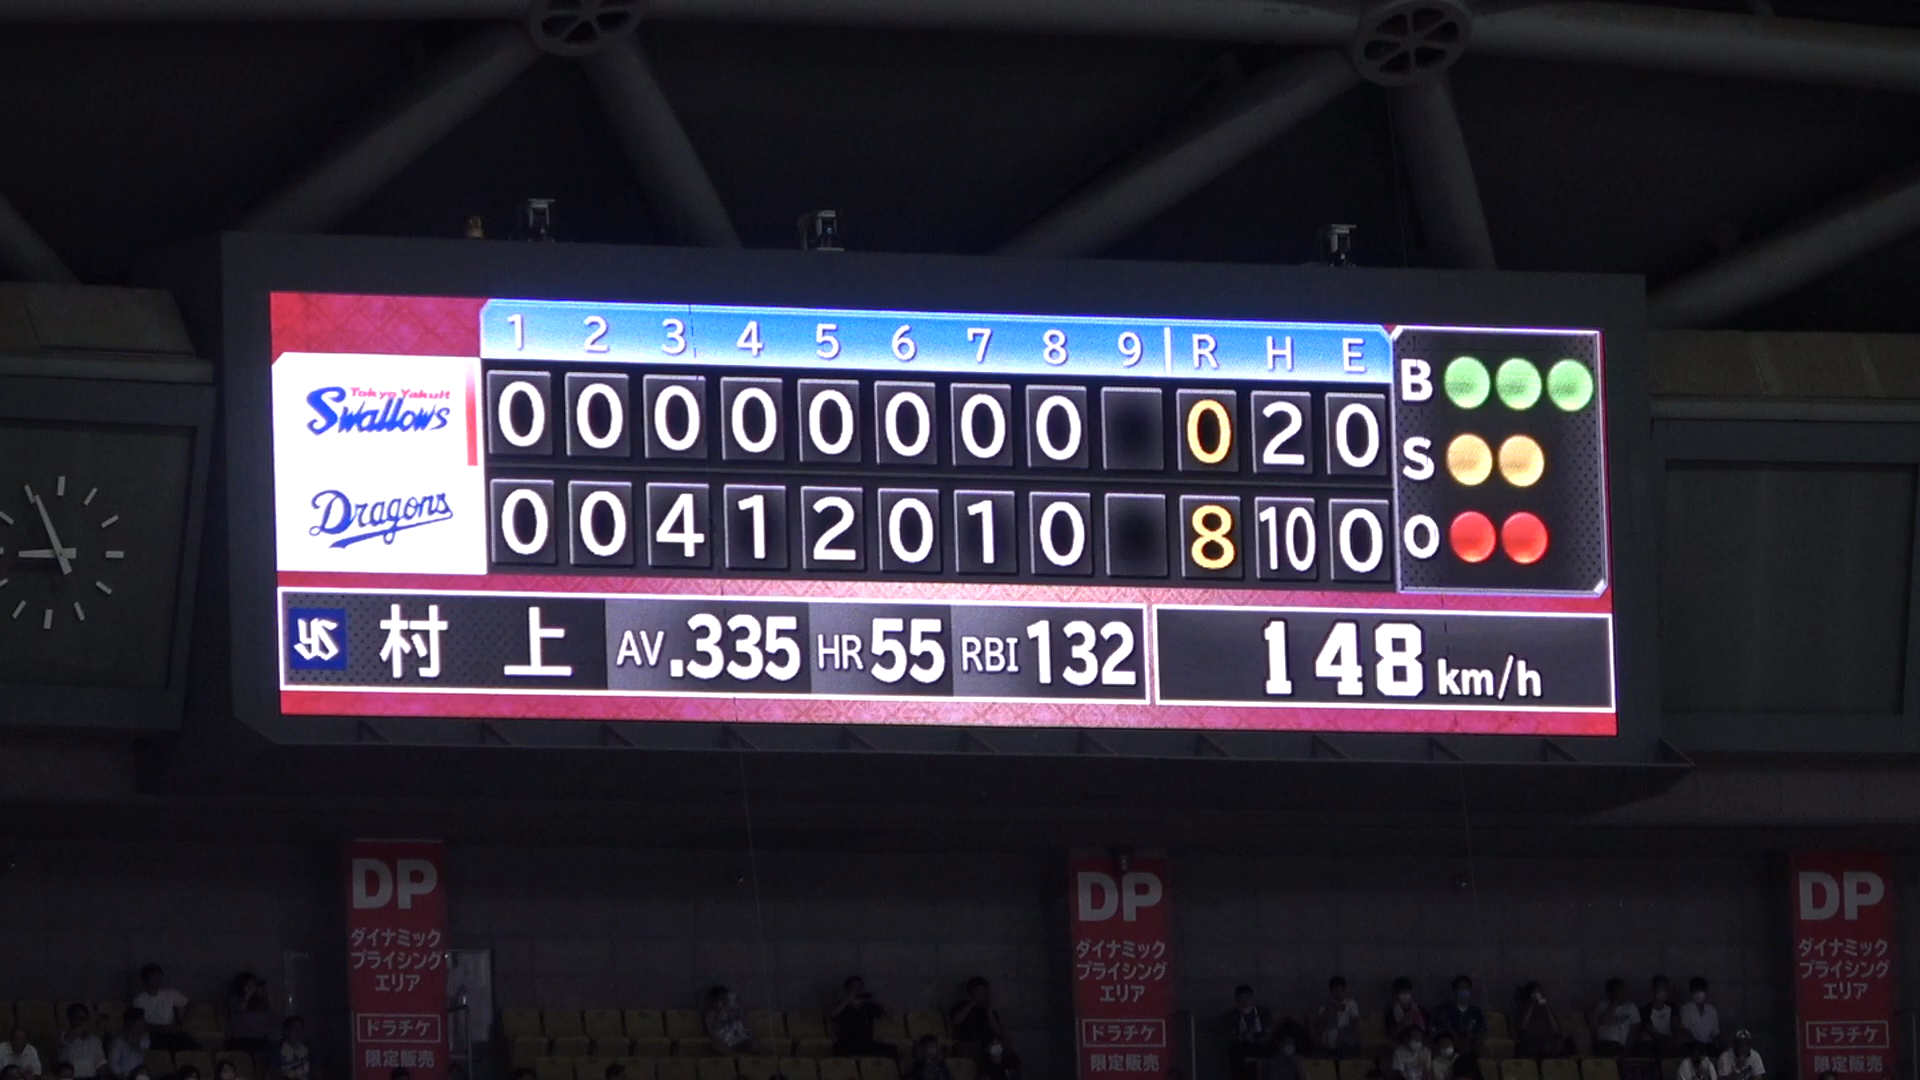 1 2 3 4 5 6 7 8 9 R H E
Tokyo Yakult
Swallows
0 0 0 0 0 0 0 0 0 2 0
Dragons
0 0 4 1 2 0 1 0 8 10 0
B
S
O
YS 村上 AV .335 HR 55 RBI 132
148 km/h
DP
ダイナミック
プライシング
エリア
ドラチケ
限定販売
DP
ダイナミック
プライシング
エリア
ドラチケ
限定販売
DP
ダイナミック
プライシング
エリア
ドラチケ
限定販売